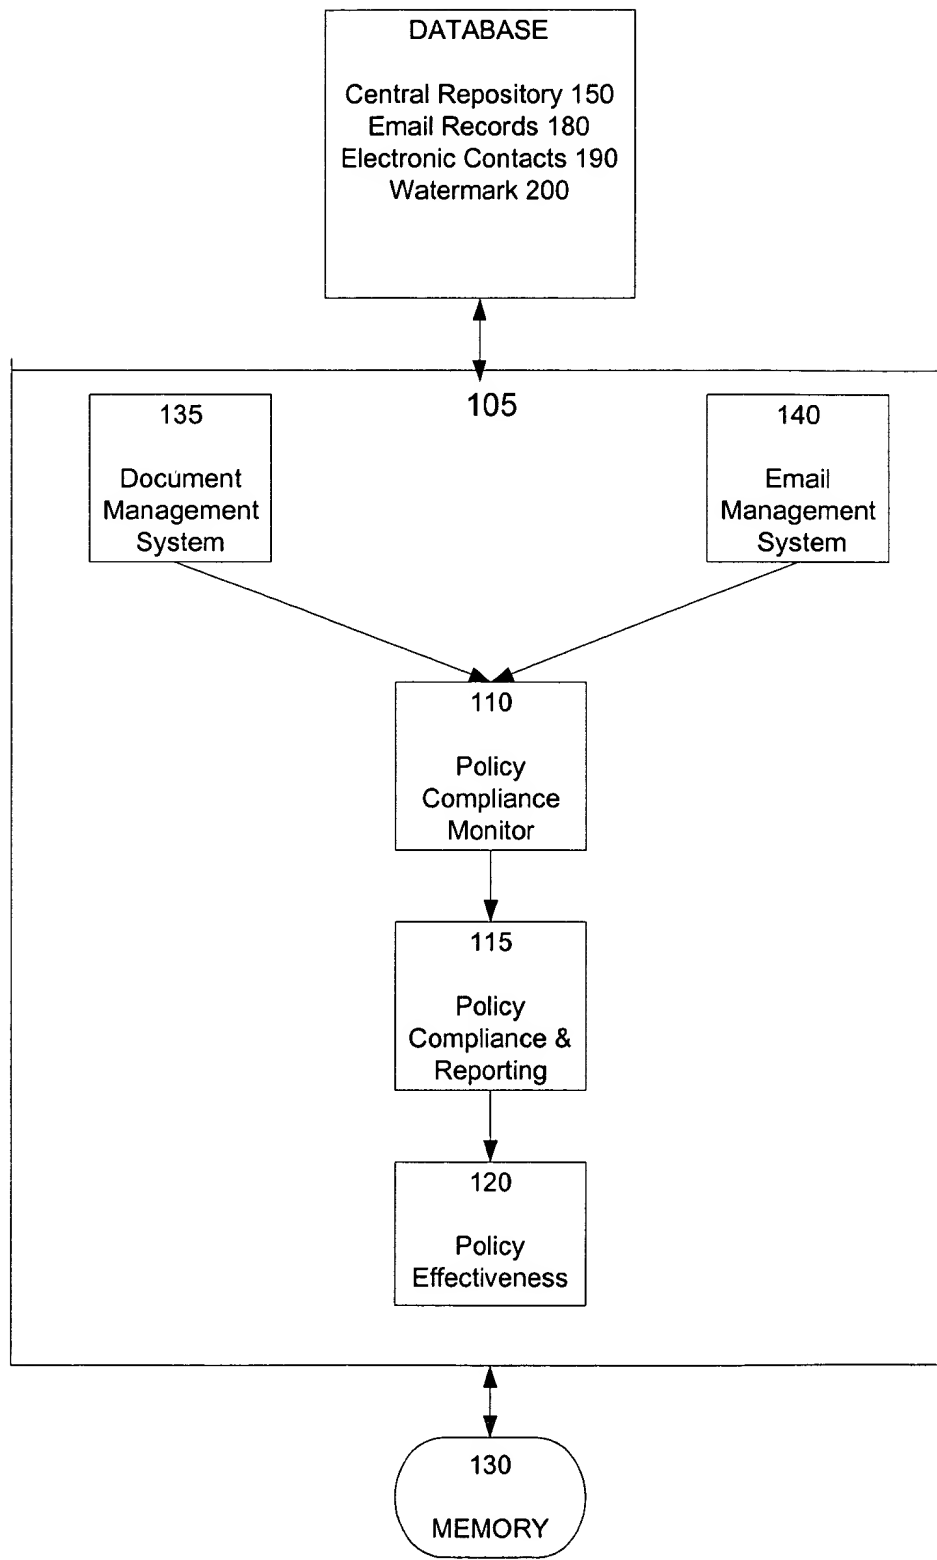 DATABASE
Central Repository 150
Email Records 180
Electronic Contacts 190
Watermark 200
105
135
Document
Management
System
140
Email
Management
System
110
Policy
Compliance
Monitor
115
Policy
Compliance &
Reporting
120
Policy
Effectiveness
130
MEMORY